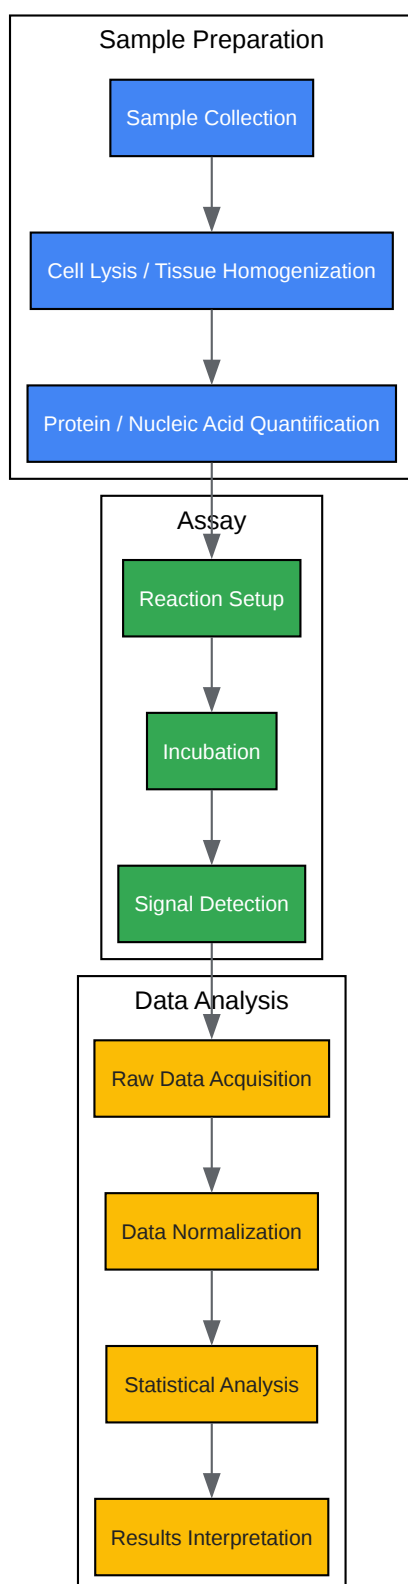 Sample Preparation
Sample Collection
Cell Lysis / Tissue Homogenization
Protein / Nucleic Acid Quantification
Assay
Reaction Setup
Incubation
Signal Detection
Data Analysis
Raw Data Acquisition
Data Normalization
Statistical Analysis
Results Interpretation